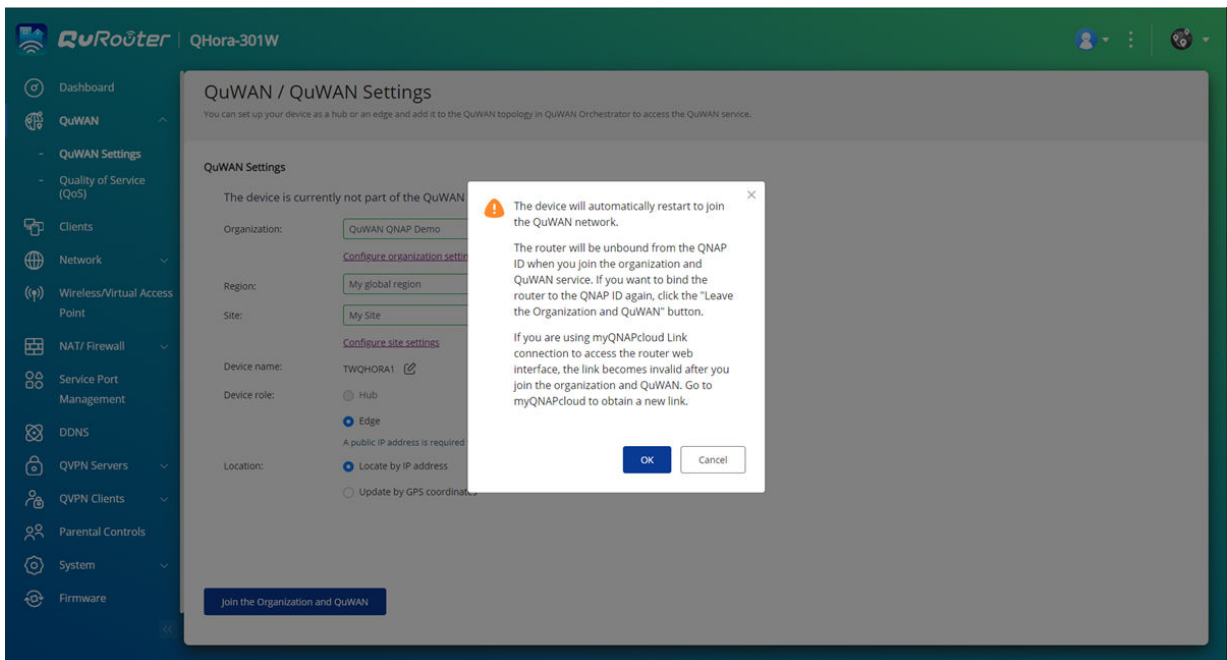 QuRoûter | QHora-301W
Dashboard
QuWAN
- QuWAN Settings
- Quality of Service
(QoS)
Clients
Network
Wireless/Virtual Access
Point
NAT/ Firewall
Service Port
Management
DDNS
QVPN Servers
QVPN Clients
Parental Controls
System
Firmware
QuWAN / QuWAN Settings
You can set up your device as a hub or an edge and add it to the QuWAN topology in QuWAN Orchestrator to access the QuWAN service.
QuWAN Settings
The device is currently not part of the QuWAN
Organization: QuWAN QNAP Demo
Configure organization settin
Region: My global region
Site: My Site
Configure site settings
Device name: TWQHORA1
Device role: Hub
Edge
A public IP address is required
Location: Locate by IP address
Update by GPS coordinates
Join the Organization and QuWAN
The device will automatically restart to join
the QuWAN network.
The router will be unbound from the QNAP
ID when you join the organization and
QuWAN service. If you want to bind the
router to the QNAP ID again, click the "Leave
the Organization and QuWAN" button.
If you are using myQNAPcloud Link
connection to access the router web
interface, the link becomes invalid after you
join the organization and QuWAN. Go to
myQNAPcloud to obtain a new link.
OK
Cancel